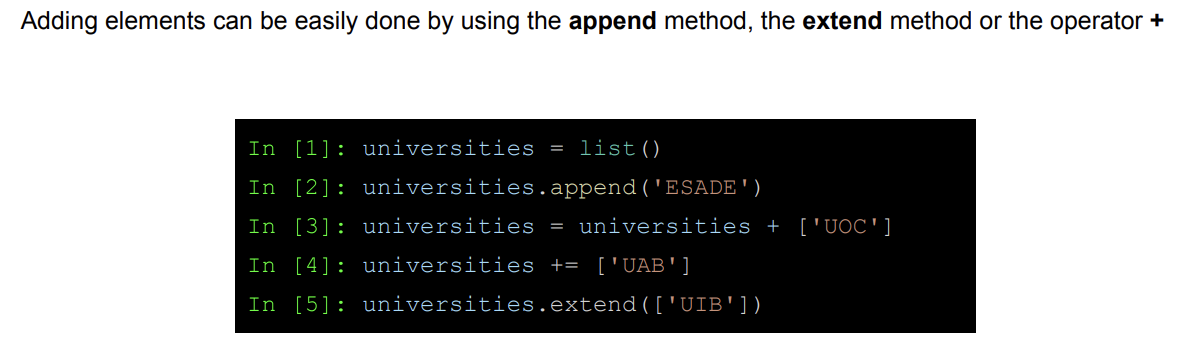 Adding elements can be easily done by using the append method, the extend method or the operator +
In [1]: universities = list()
In [2]: universities.append('ESADE')
In [3]: universities = universities + ['UOC']
In [4]: universities += ['UAB']
In [5]: universities.extend(['UIB'])